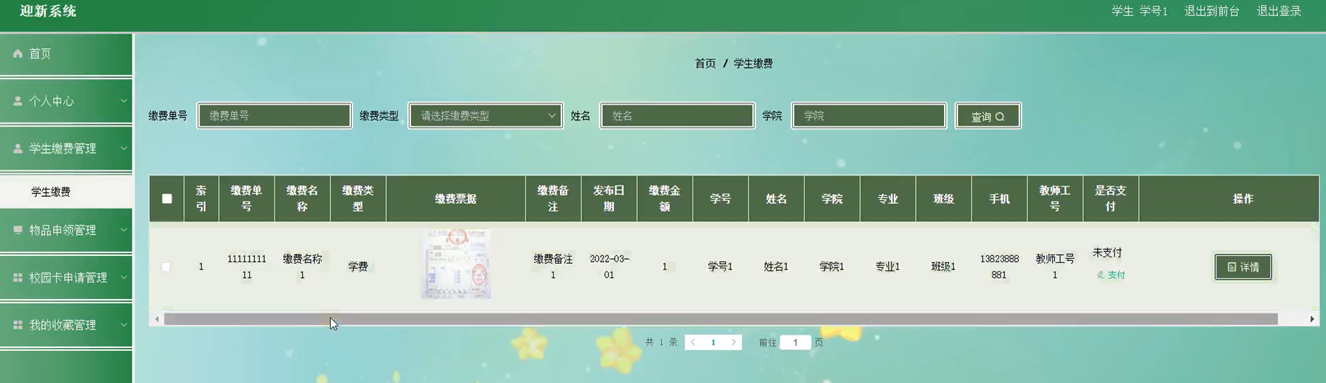 迎新系统
学生 学号1 退出到前台 退出登录
首页
个人中心
学生缴费管理
学生缴费
物品申领管理
校园卡申请管理
我的收藏管理
首页 / 学生缴费
缴费单号 缴费单号 缴费类型 请选择缴费类型 姓名 姓名 学院 学院 查询
索引 缴费单号 缴费名称 缴费类型 缴费票据 缴费备注 发布日期 缴费金额 学号 姓名 学院 专业 班级 手机 教师工号 是否支付 操作
1 1111111111 缴费名称1 学费 缴费备注1 2022-03-01 1 学号1 姓名1 学院1 专业1 班级1 13823888881 教师工号1 未支付 支付 详情
共 1 条 1 前往 1 页